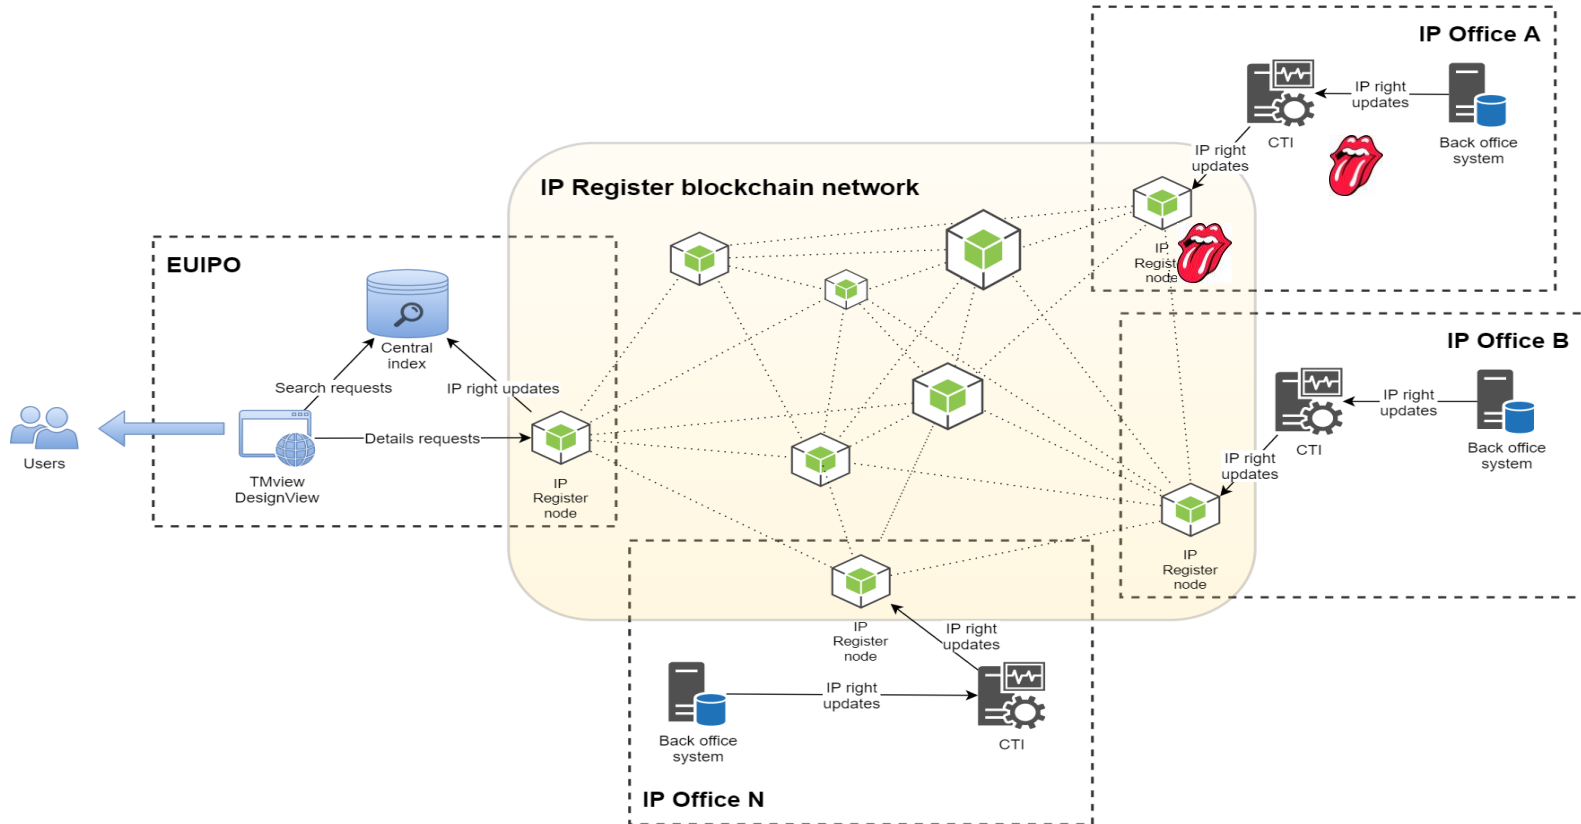 IP Office A
IP right
updates
CTI
Back office
system
IP right
updates
IP Register blockchain network
IP
Register
node
EUIPO
Central
index
Search requests
IP right updates
Details requests
Users
TMview
DesignView
IP
Register
node
IP Office B
IP right
updates
CTI
Back office
system
IP right
updates
IP
Register
node
IP
Register
node
IP right
updates
IP right
updates
Back office
system
CTI
IP Office N